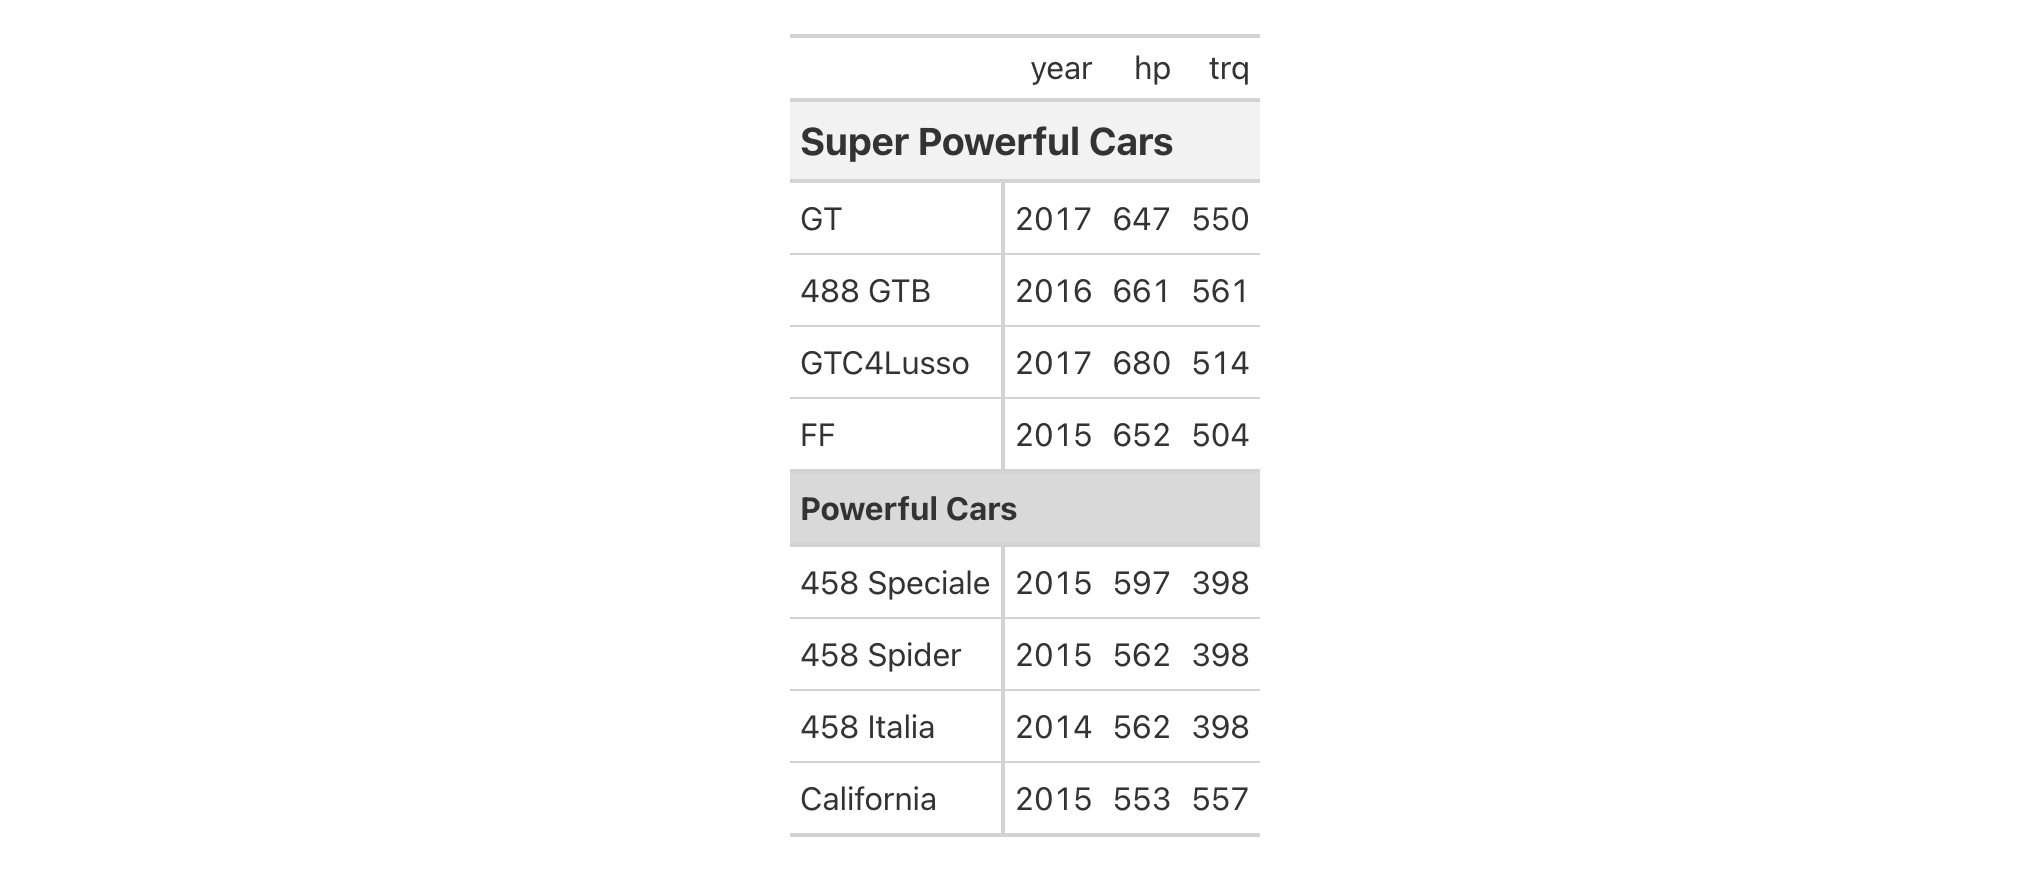 year hp trq
Super Powerful Cars
GT 2017 647 550
488 GTB 2016 661 561
GTC4Lusso 2017 680 514
FF 2015 652 504
Powerful Cars
458 Speciale 2015 597 398
458 Spider 2015 562 398
458 Italia 2014 562 398
California 2015 553 557